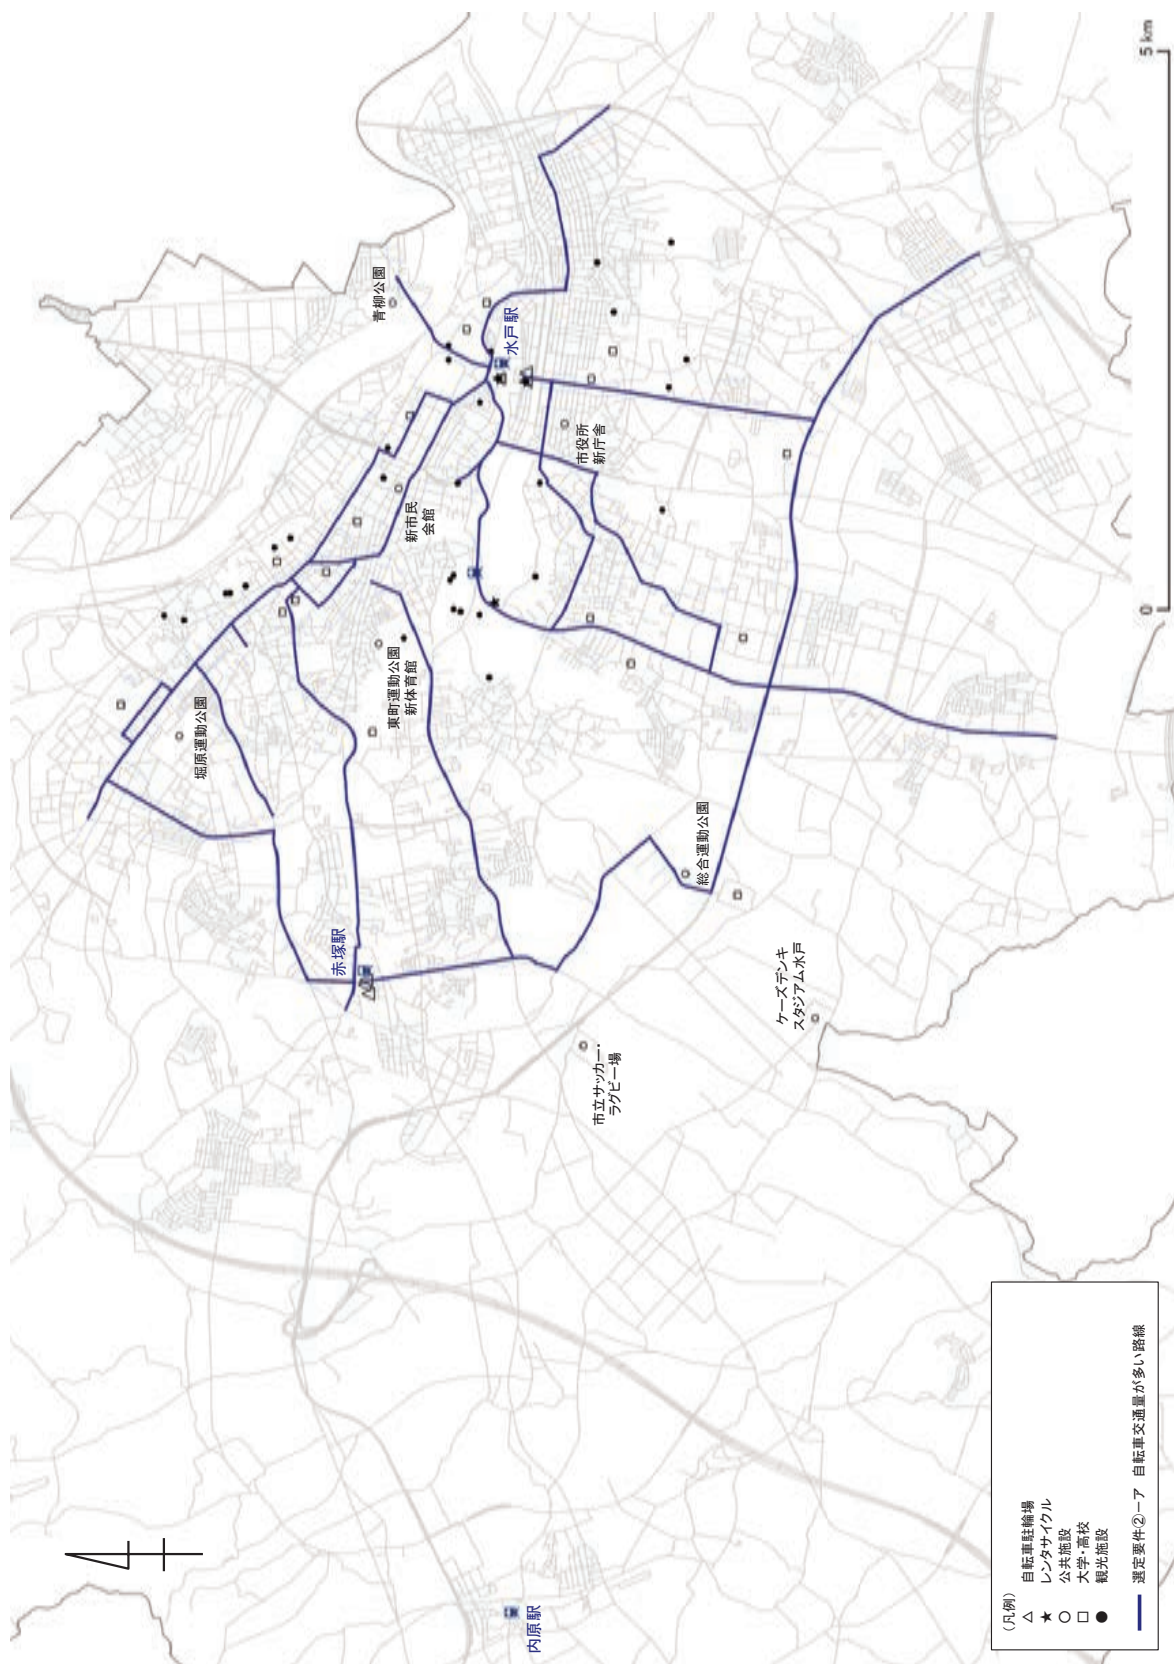 青柳公園
水戸駅
市役所
新庁舎
新市民
会館
東町運動公園
新体育館
堀原運動公園
総合運動公園
赤塚駅
ケーズデンキ
スタジアム水戸
市立サッカー・
ラグビー場
内原駅
(凡例)
△ 自転車駐輪場
★ レンタサイクル
○ 公共施設
□ 大学・高校
● 観光施設
選定要件②ーア 自転車交通量が多い路線
0 5 km